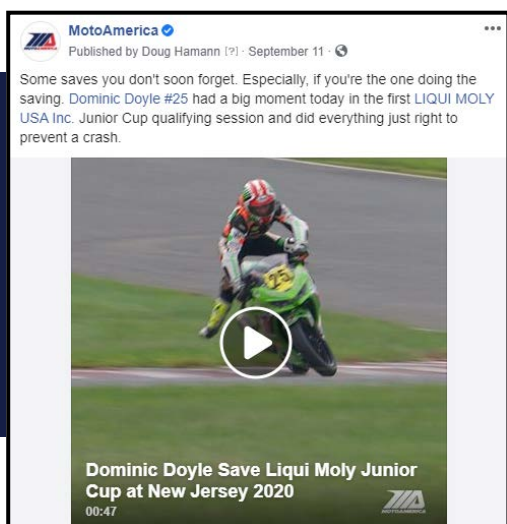 MotoAmerica
Published by Doug Hamann [?] · September 11 ·
Some saves you don't soon forget. Especially, if you're the one doing the
saving. Dominic Doyle #25 had a big moment today in the first LIQUI MOLY
USA Inc. Junior Cup qualifying session and did everything just right to
prevent a crash.
25
Dominic Doyle Save Liqui Moly Junior
Cup at New Jersey 2020
00:47
MOTOAMERICA